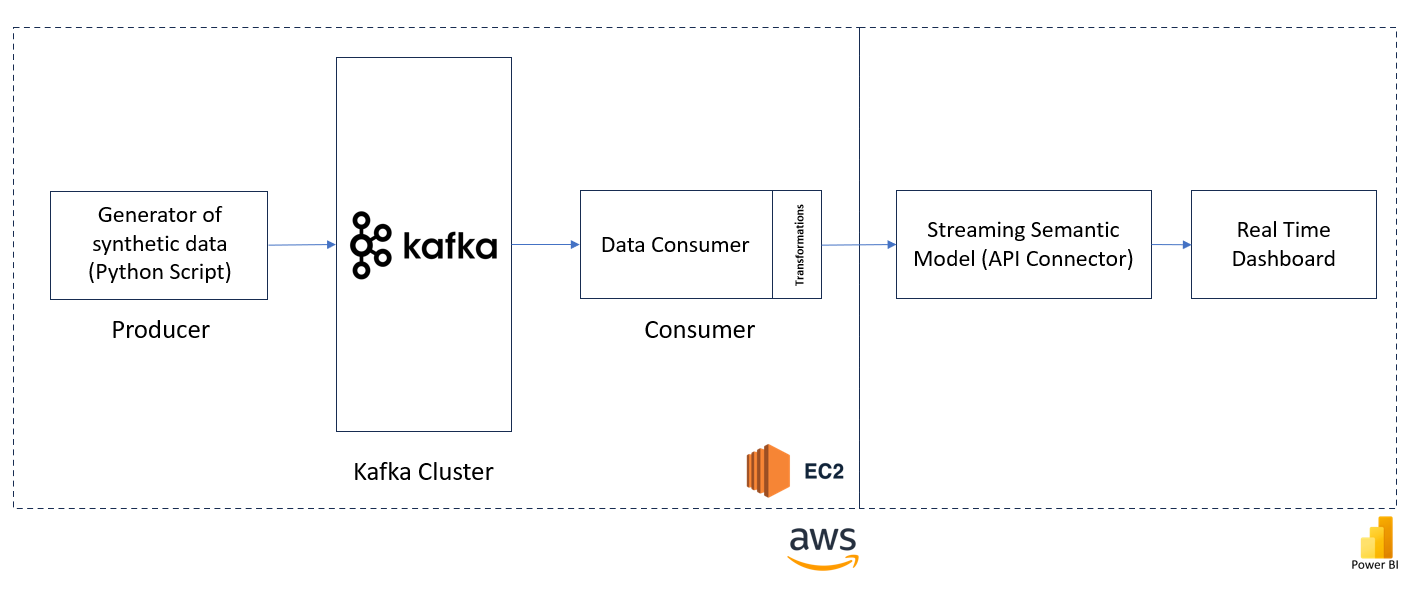 Generator of
synthetic data
(Python Script)
Producer
kafka
Kafka Cluster
Data Consumer
Transformations
Consumer
EC2
aws
Streaming Semantic
Model (API Connector)
Real Time
Dashboard
Power BI